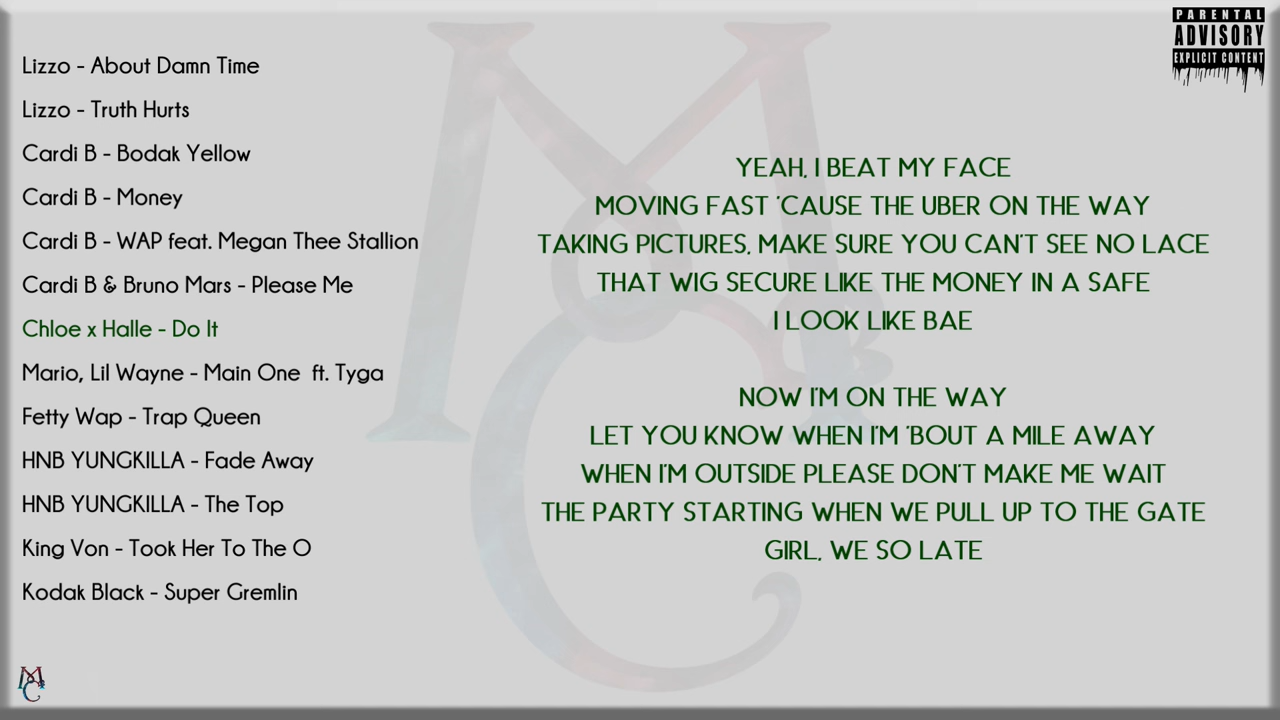 PARENTAL
ADVISORY
EXPLICIT CONTENT
Lizzo - About Damn Time
Lizzo - Truth Hurts
Cardi B - Bodak Yellow
Cardi B - Money
Cardi B - WAP feat. Megan Thee Stallion
Cardi B & Bruno Mars - Please Me
Chloe x Halle - Do It
Mario, Lil Wayne - Main One ft. Tyga
Fetty Wap - Trap Queen
HNB YUNGKILLA - Fade Away
HNB YUNGKILLA - The Top
King Von - Took Her To The O
Kodak Black - Super Gremlin
YEAH, I BEAT MY FACE
MOVING FAST 'CAUSE THE UBER ON THE WAY
TAKING PICTURES, MAKE SURE YOU CAN'T SEE NO LACE
THAT WIG SECURE LIKE THE MONEY IN A SAFE
I LOOK LIKE BAE
NOW I'M ON THE WAY
LET YOU KNOW WHEN I'M 'BOUT A MILE AWAY
WHEN I'M OUTSIDE PLEASE DON'T MAKE ME WAIT
THE PARTY STARTING WHEN WE PULL UP TO THE GATE
GIRL, WE SO LATE
MC